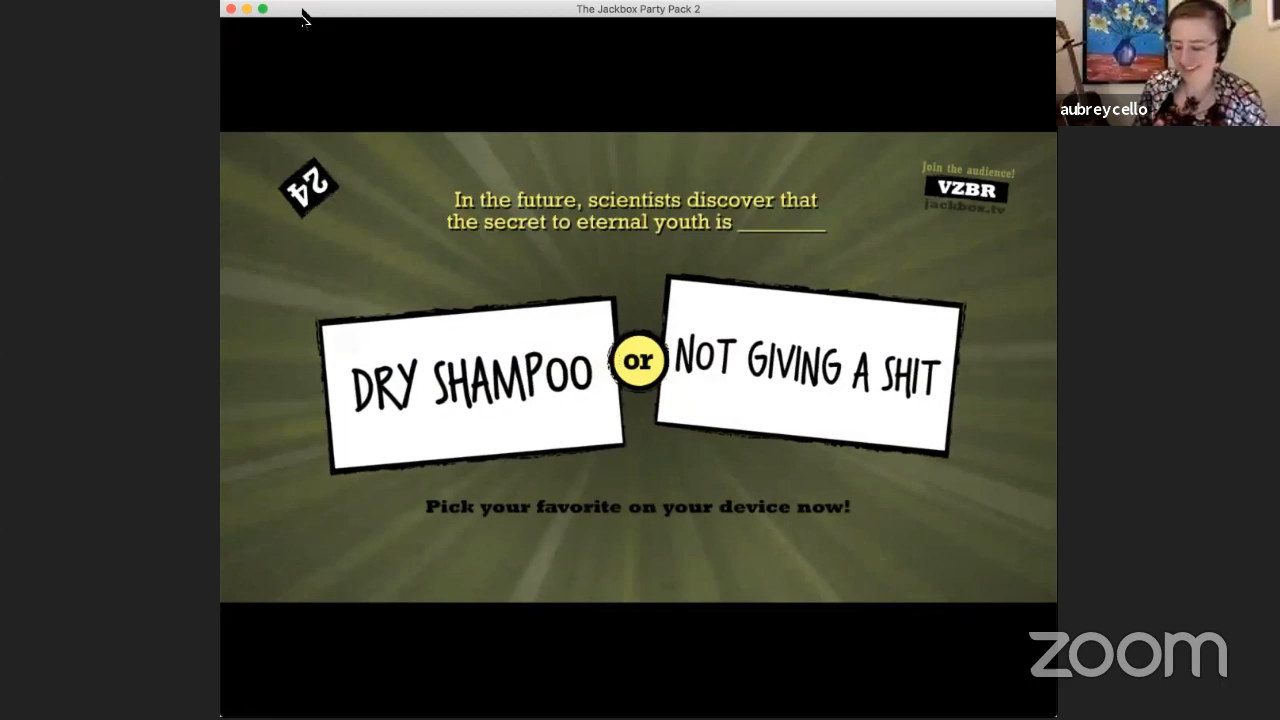 The Jackbox Party Pack 2
aubreycello
24
In the future, scientists discover that
the secret to eternal youth is ________
Join the audience!
VZBR
jackbox.tv
DRY SHAMPOO
or
NOT GIVING A SHIT
Pick your favorite on your device now!
zoom